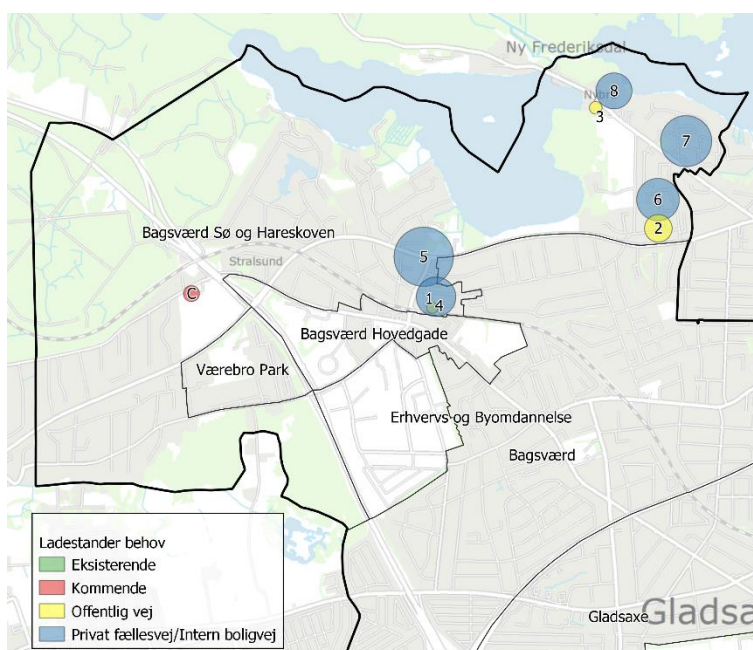 Ny Frederiksdal
8
3
7
6
2
Bagsværd Sø og Hareskoven
5
Stralsund
C
1
4
Bagsværd Hovedgade
Værebro Park
Erhvervs og Byomdannelse
Bagsværd
Ladestander behov
Eksisterende
Kommende
Offentlig vej
Privat fællesvej/Intern boligvej
Gladsaxe
Gladsa